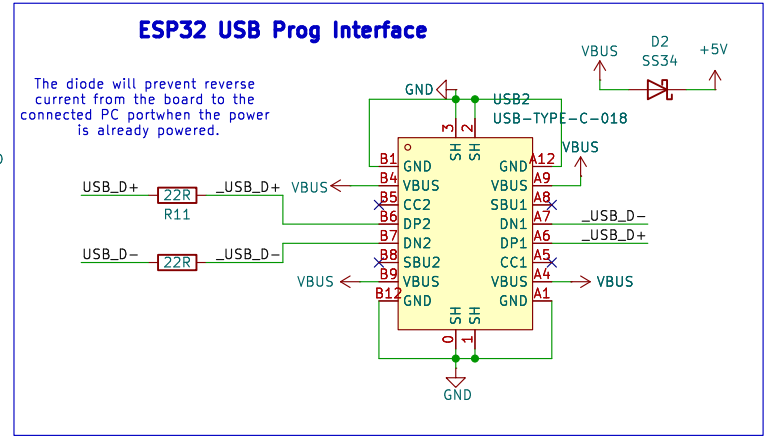 ESP32 USB Prog Interface
The diode will prevent reverse
current from the board to the
connected PC portwhen the power
is already powered.
VBUS
D2
SS34
+5V
GND
USB2
USB-TYPE-C-018
3
2
SH
SH
VBUS
B1
GND
GND
A12
VBUS
B4
VBUS
VBUS
A9
B5
CC2
SBU1
A8
USB_D+
22R
_USB_D+
R11
B6
DP2
DN1
A7
_USB_D-
B7
DN2
DP1
A6
_USB_D+
USB_D-
22R
_USB_D-
B8
SBU2
CC1
A5
VBUS
B9
VBUS
VBUS
A4
VBUS
B12
GND
GND
A1
SH
SH
0
1
GND